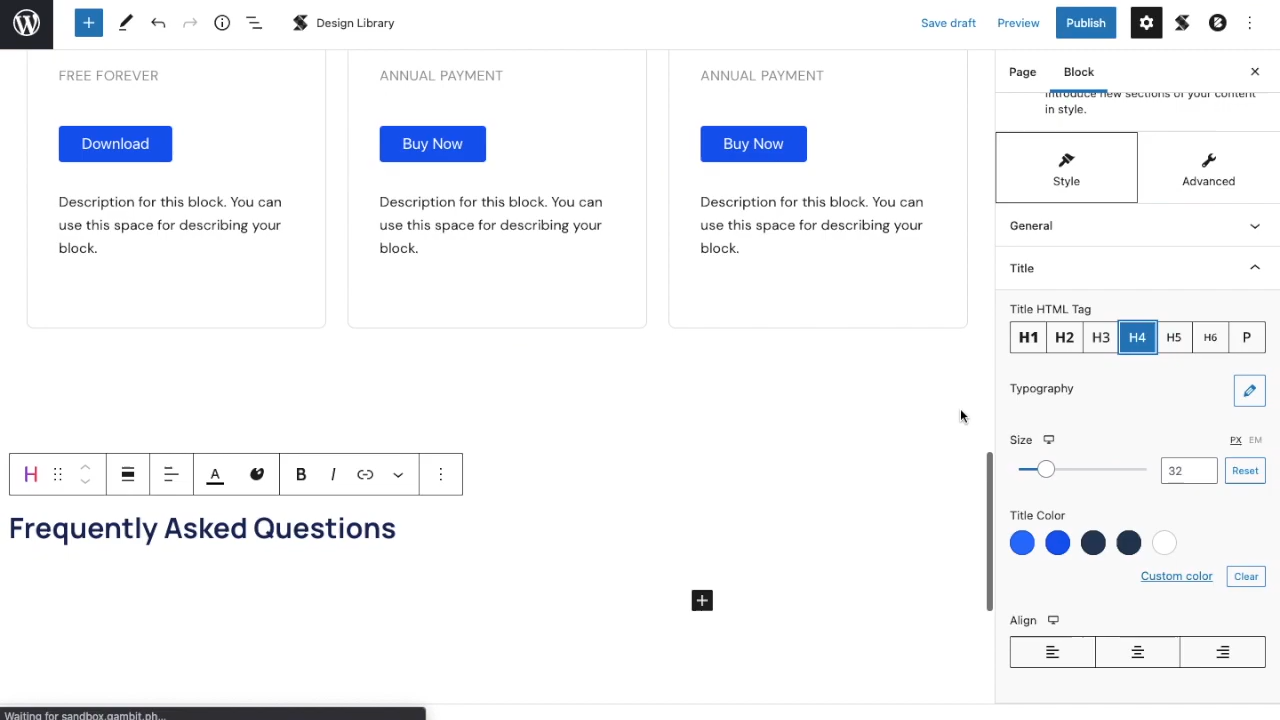 Design Library
Save draft
Preview
Publish
FREE FOREVER
ANNUAL PAYMENT
ANNUAL PAYMENT
Download
Buy Now
Buy Now
Description for this block. You can
use this space for describing your
block.
Description for this block. You can
use this space for describing your
block.
Description for this block. You can
use this space for describing your
block.
H
A
B
I
Frequently Asked Questions
Waiting for sandbox.gambit.ph...
Page
Block
Introduce new sections of your content
in style.
Style
Advanced
General
Title
Title HTML Tag
H1 H2 H3 H4 H5 H6 P
Typography
Size
PX EM
32
Reset
Title Color
Custom color
Clear
Align